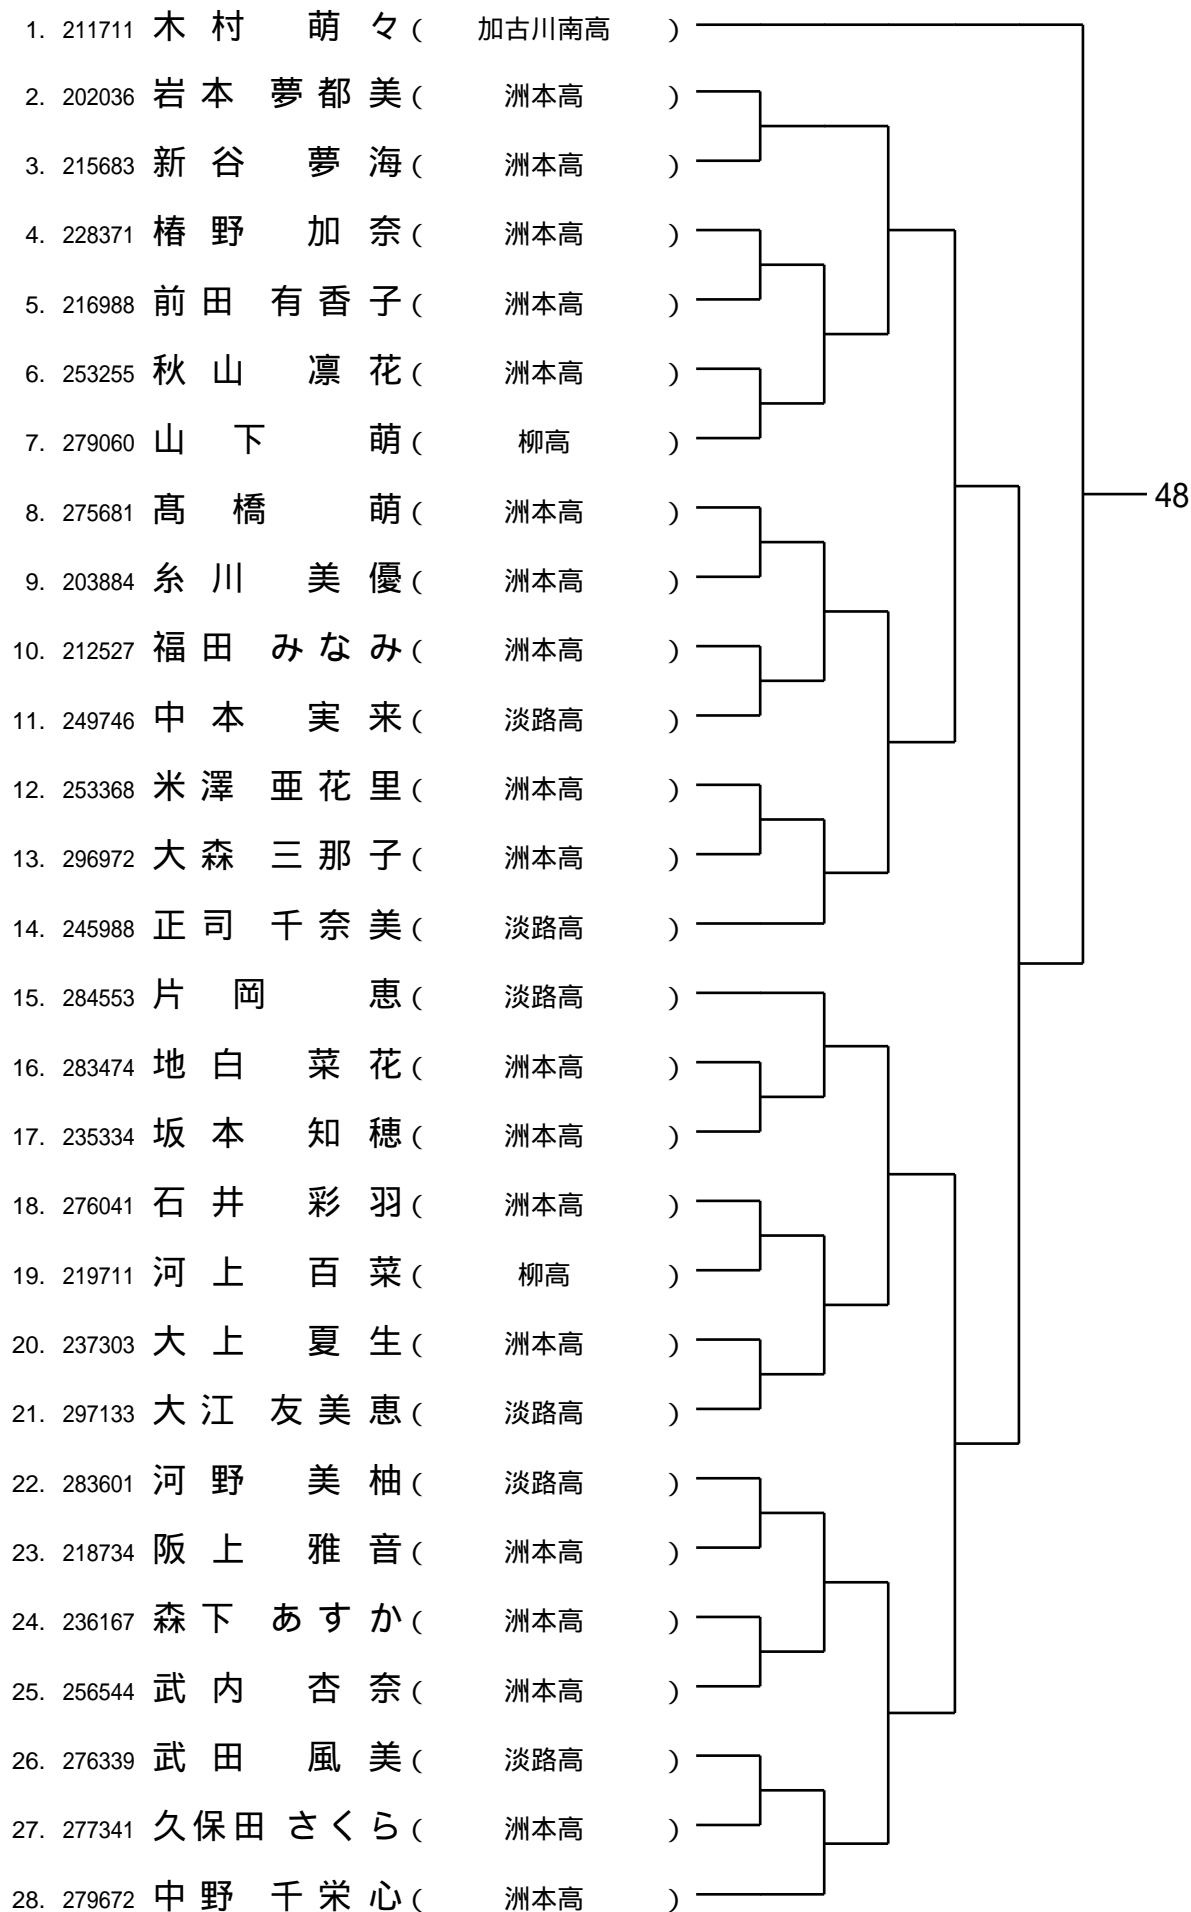 1. 211711 木村 萌々( 加古川南高 )
2. 202036 岩本 夢都美( 洲本高 )
3. 215683 新谷 夢海( 洲本高 )
4. 228371 椿野 加奈( 洲本高 )
5. 216988 前田 有香子( 洲本高 )
6. 253255 秋山 凛花( 洲本高 )
7. 279060 山下 萌( 柳高 )
48
8. 275681 髙橋 萌( 洲本高 )
9. 203884 糸川 美優( 洲本高 )
10. 212527 福田 みなみ( 洲本高 )
11. 249746 中本 実来( 淡路高 )
12. 253368 米澤 亜花里( 洲本高 )
13. 296972 大森 三那子( 洲本高 )
14. 245988 正司 千奈美( 淡路高 )
15. 284553 片岡 恵( 淡路高 )
16. 283474 地白 菜花( 洲本高 )
17. 235334 坂本 知穂( 洲本高 )
18. 276041 石井 彩羽( 洲本高 )
19. 219711 河上 百菜( 柳高 )
20. 237303 大上 夏生( 洲本高 )
21. 297133 大江 友美恵( 淡路高 )
22. 283601 河野 美柚( 淡路高 )
23. 218734 阪上 雅音( 洲本高 )
24. 236167 森下 あすか( 洲本高 )
25. 256544 武内 杏奈( 洲本高 )
26. 276339 武田 風美( 淡路高 )
27. 277341 久保田 さくら( 洲本高 )
28. 279672 中野 千栄心( 洲本高 )